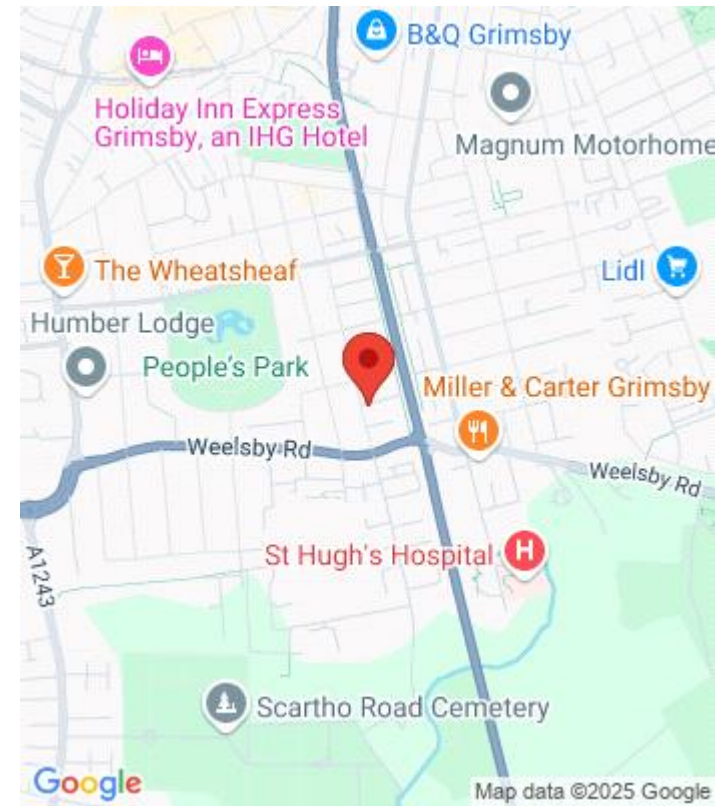 B&Q Grimsby
Holiday Inn Express
Grimsby, an IHG Hotel
Magnum Motorhome
The Wheatsheaf
Lidl
Humber Lodge
People's Park
Miller & Carter Grimsby
Weelsby Rd
Weelsby Rd
St Hugh's Hospital
H
A1243
Scartho Road Cemetery
Google
Map data ©2025 Google